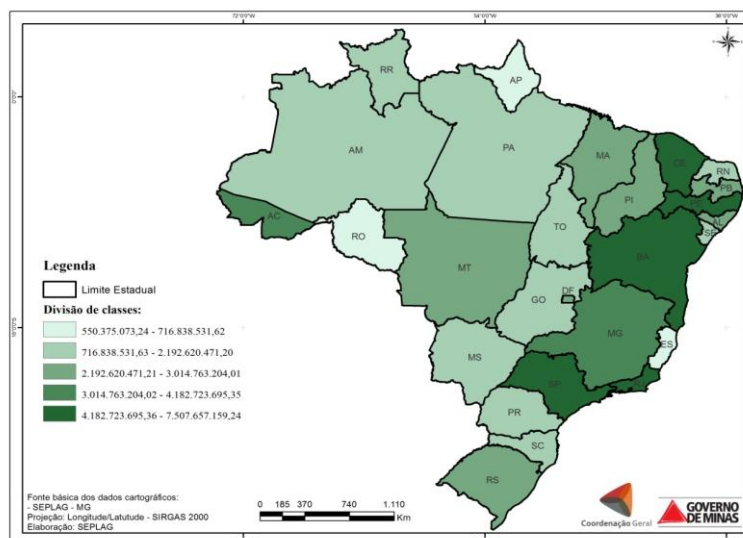 72°0'0"W
54°0'0"W
36°0'0"W
0°0'0"
RR
AP
AM
PA
MA
CE
RN
PB
PE
PI
AL
SE
AC
RO
TO
BA
MT
DF
GO
MG
ES
MS
SP
RJ
PR
SC
RS
Legenda
Limite Estadual
Divisão de classes:
550.375.073,24 - 716.838.531,62
716.838.531,63 - 2.192.620.471,20
2.192.620.471,21 - 3.014.763.204,01
3.014.763.204,02 - 4.182.723.695,35
4.182.723.695,36 - 7.507.657.159,24
Fonte básica dos dados cartográficos:
- SEPLAG - MG
Projeção: Longitude/Latutude - SIRGAS 2000
Elaboração: SEPLAG
0 185 370 740 1.110
Km
Coordenação Geral
GOVERNO
DE MINAS